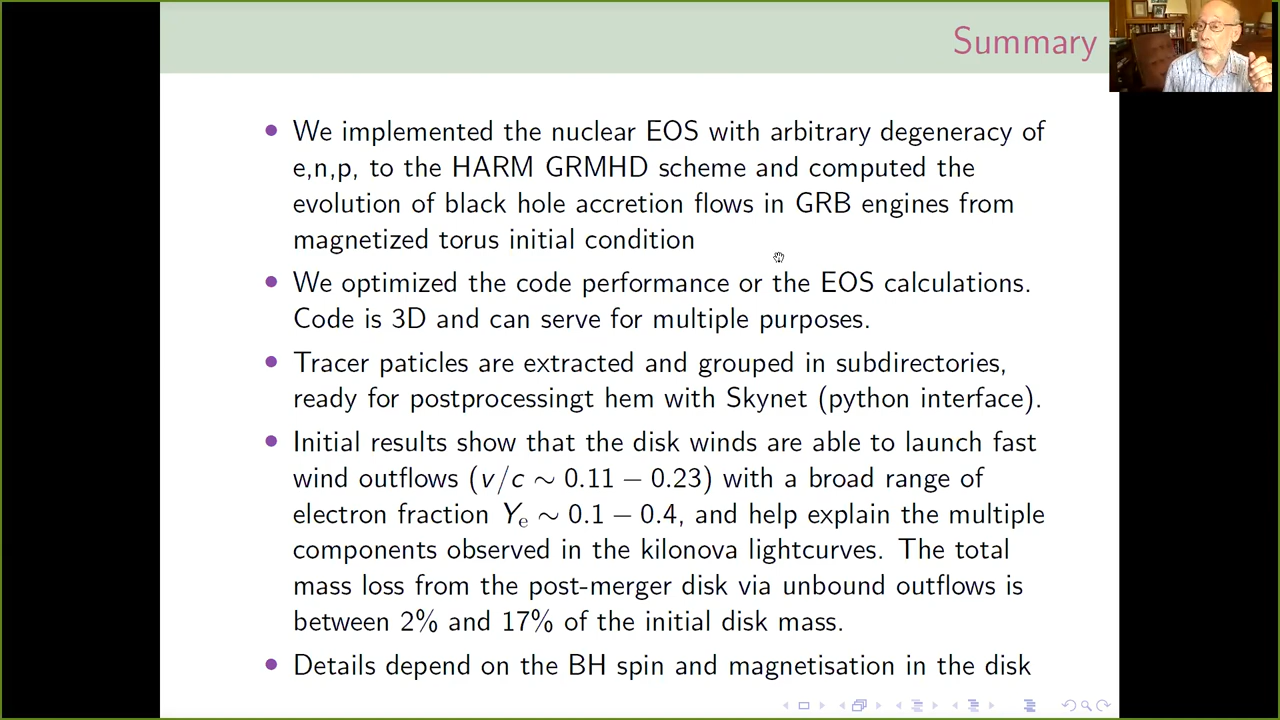 Summary
• We implemented the nuclear EOS with arbitrary degeneracy of
e,n,p, to the HARM GRMHD scheme and computed the
evolution of black hole accretion flows in GRB engines from
magnetized torus initial condition
• We optimized the code performance or the EOS calculations.
Code is 3D and can serve for multiple purposes.
• Tracer paticles are extracted and grouped in subdirectories,
ready for postprocessingt hem with Skynet (python interface).
• Initial results show that the disk winds are able to launch fast
wind outflows (v/c ∼ 0.11 − 0.23) with a broad range of
electron fraction Yₑ ∼ 0.1 − 0.4, and help explain the multiple
components observed in the kilonova lightcurves. The total
mass loss from the post-merger disk via unbound outflows is
between 2% and 17% of the initial disk mass.
• Details depend on the BH spin and magnetisation in the disk